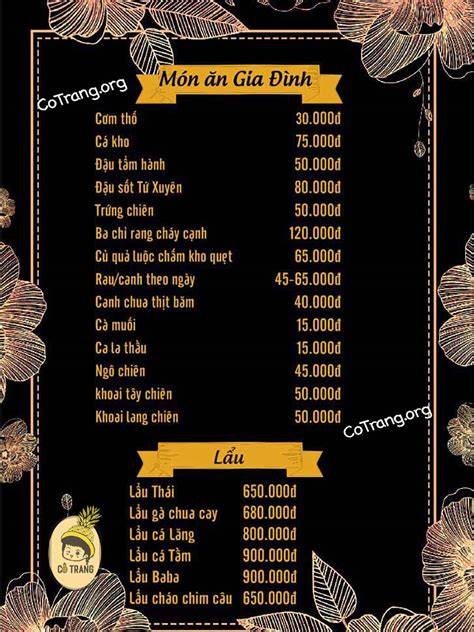 CoTrang.org
Món ăn Gia Đình
Cơm thố 30.000đ
Cá kho 75.000đ
Đậu tẩm hành 50.000đ
Đậu sốt Tứ Xuyên 80.000đ
Trứng chiên 50.000đ
Ba chỉ rang cháy cạnh 120.000đ
Củ quả luộc chấm kho quẹt 65.000đ
Rau/canh theo ngày 45-65.000đ
Canh chua thịt băm 40.000đ
Cà muối 15.000đ
Ca la thầu 15.000đ
Ngô chiên 45.000đ
khoai tây chiên 50.000đ
Khoai lang chiên 50.000đ
CoTrang.org
Lẩu
Lẩu Thái 650.000đ
Lẩu gà chua cay 680.000đ
Lẩu cá Lăng 800.000đ
Lẩu cá Tầm 900.000đ
Lẩu Baba 900.000đ
Lẩu cháo chim câu 650.000đ
CÔ TRANG